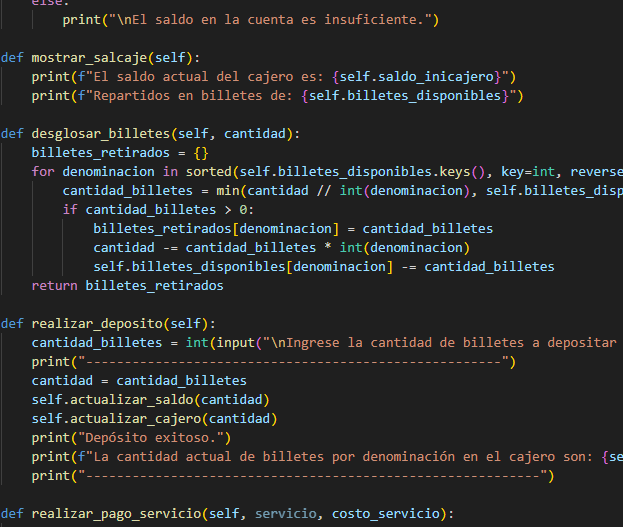 else:
print("\nEl saldo en la cuenta es insuficiente.")
def mostrar_salcaje(self):
print(f"El saldo actual del cajero es: {self.saldo_inicajero}")
print(f"Repartidos en billetes de: {self.billetes_disponibles}")
def desglosar_billetes(self, cantidad):
billetes_retirados = {}
for denominacion in sorted(self.billetes_disponibles.keys(), key=int, reverse
cantidad_billetes = min(cantidad // int(denominacion), self.billetes_disp
if cantidad_billetes > 0:
billetes_retirados[denominacion] = cantidad_billetes
cantidad -= cantidad_billetes * int(denominacion)
self.billetes_disponibles[denominacion] -= cantidad_billetes
return billetes_retirados
def realizar_deposito(self):
cantidad_billetes = int(input("\nIngrese la cantidad de billetes a depositar
print("------------------------------------------------------")
cantidad = cantidad_billetes
self.actualizar_saldo(cantidad)
self.actualizar_cajero(cantidad)
print("Depósito exitoso.")
print(f"La cantidad actual de billetes por denominación en el cajero son: {se
print("-----------------------------------------------------------")
def realizar_pago_servicio(self, servicio, costo_servicio):